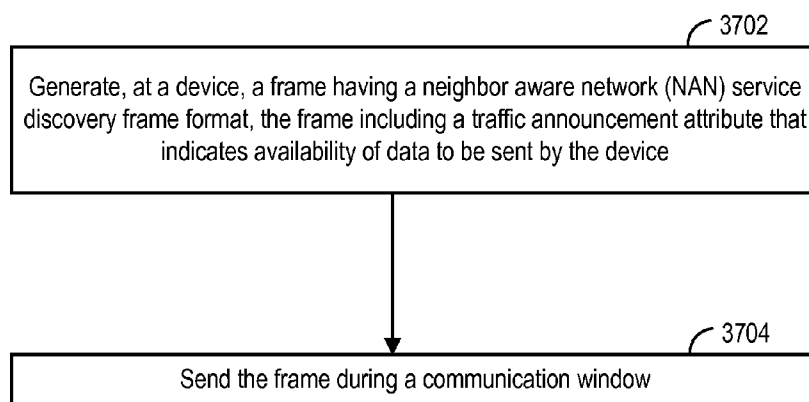 3702
Generate, at a device, a frame having a neighbor aware network (NAN) service
discovery frame format, the frame including a traffic announcement attribute that
indicates availability of data to be sent by the device
3704
Send the frame during a communication window